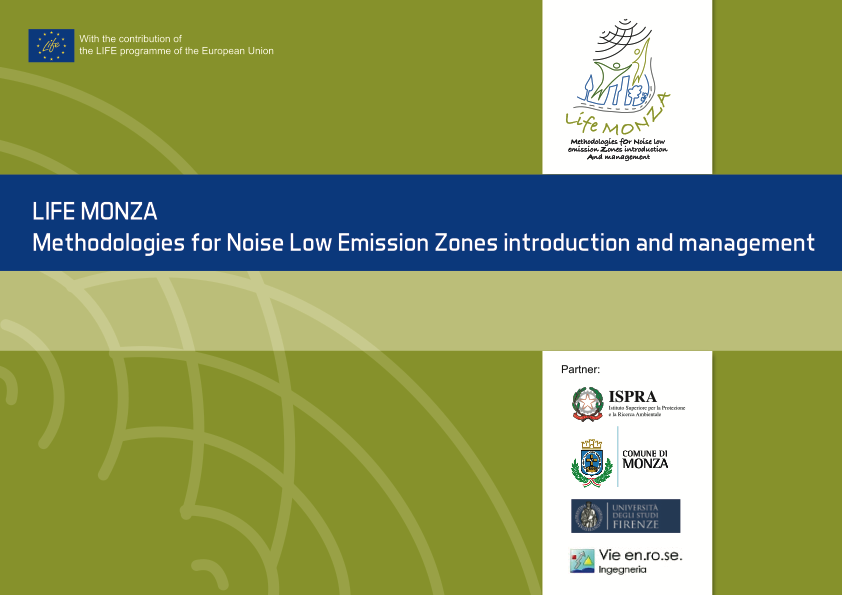 With the contribution of
the LIFE programme of the European Union
Life
Life MONZA
Methodologies fOr Noise low
emission Zones introduction
And management
LIFE MONZA
Methodologies for Noise Low Emission Zones introduction and management
Partner:
ISPRA
Istituto Superiore per la Protezione
e la Ricerca Ambientale
COMUNE DI
MONZA
UNIVERSITÀ
DEGLI STUDI
FIRENZE
Vie en.ro.se.
Ingegneria